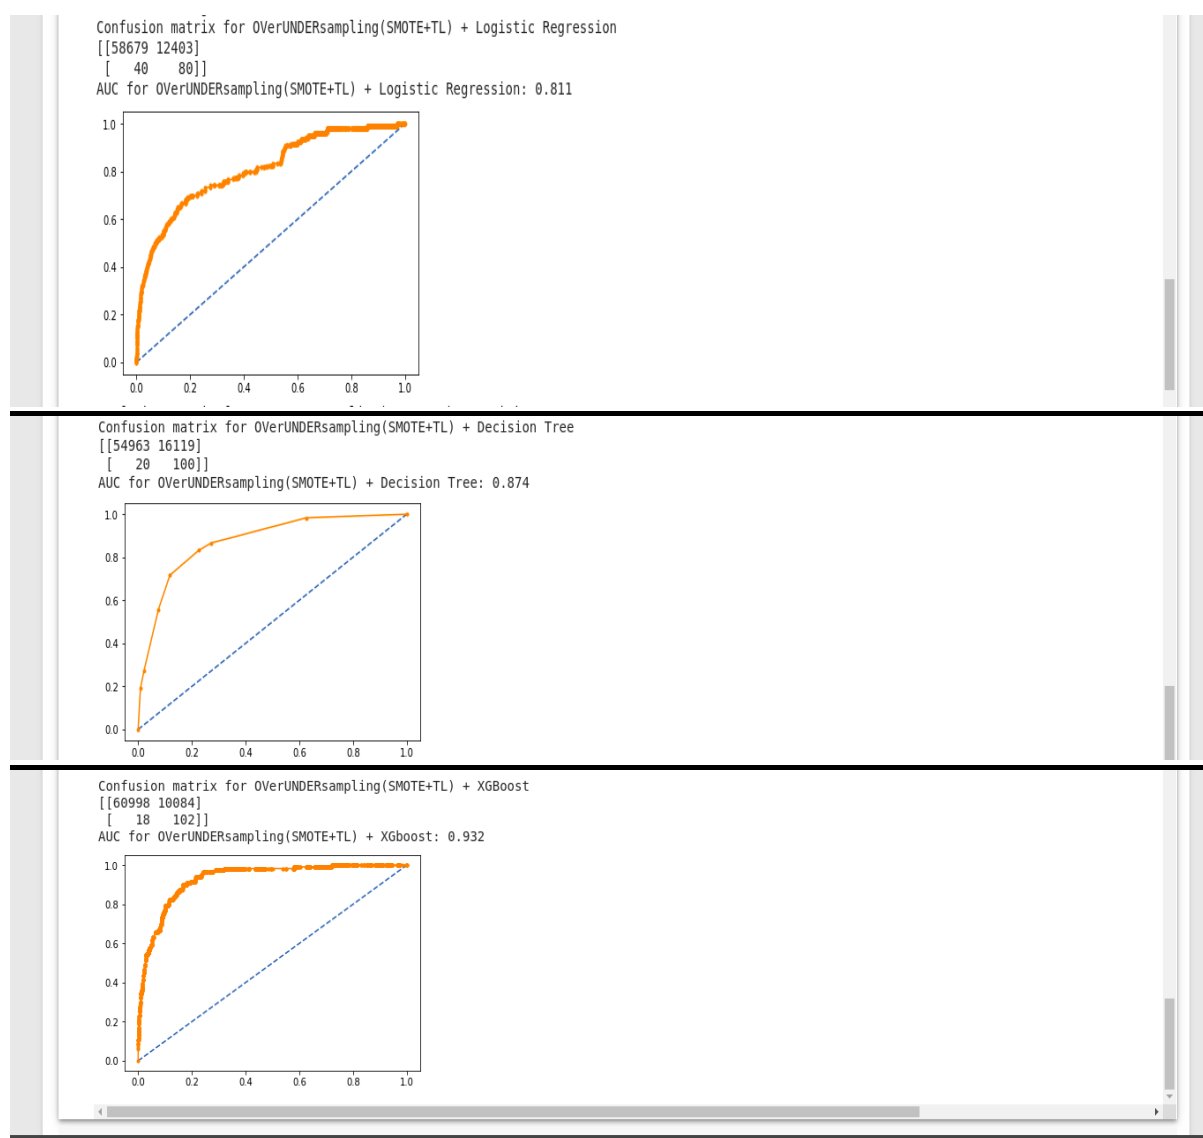 Confusion matrix for OVerUNDERsampling(SMOTE+TL) + Logistic Regression
[[58679 12403]
[ 40 80]]
AUC for OVerUNDERsampling(SMOTE+TL) + Logistic Regression: 0.811
1.0
0.8
0.6
0.4
0.2
0.0
0.0 0.2 0.4 0.6 0.8 1.0
Confusion matrix for OVerUNDERsampling(SMOTE+TL) + Decision Tree
[[54963 16119]
[ 20 100]]
AUC for OVerUNDERsampling(SMOTE+TL) + Decision Tree: 0.874
1.0
0.8
0.6
0.4
0.2
0.0
0.0 0.2 0.4 0.6 0.8 1.0
Confusion matrix for OVerUNDERsampling(SMOTE+TL) + XGBoost
[[60998 10084]
[ 18 102]]
AUC for OVerUNDERsampling(SMOTE+TL) + XGboost: 0.932
1.0
0.8
0.6
0.4
0.2
0.0
0.0 0.2 0.4 0.6 0.8 1.0